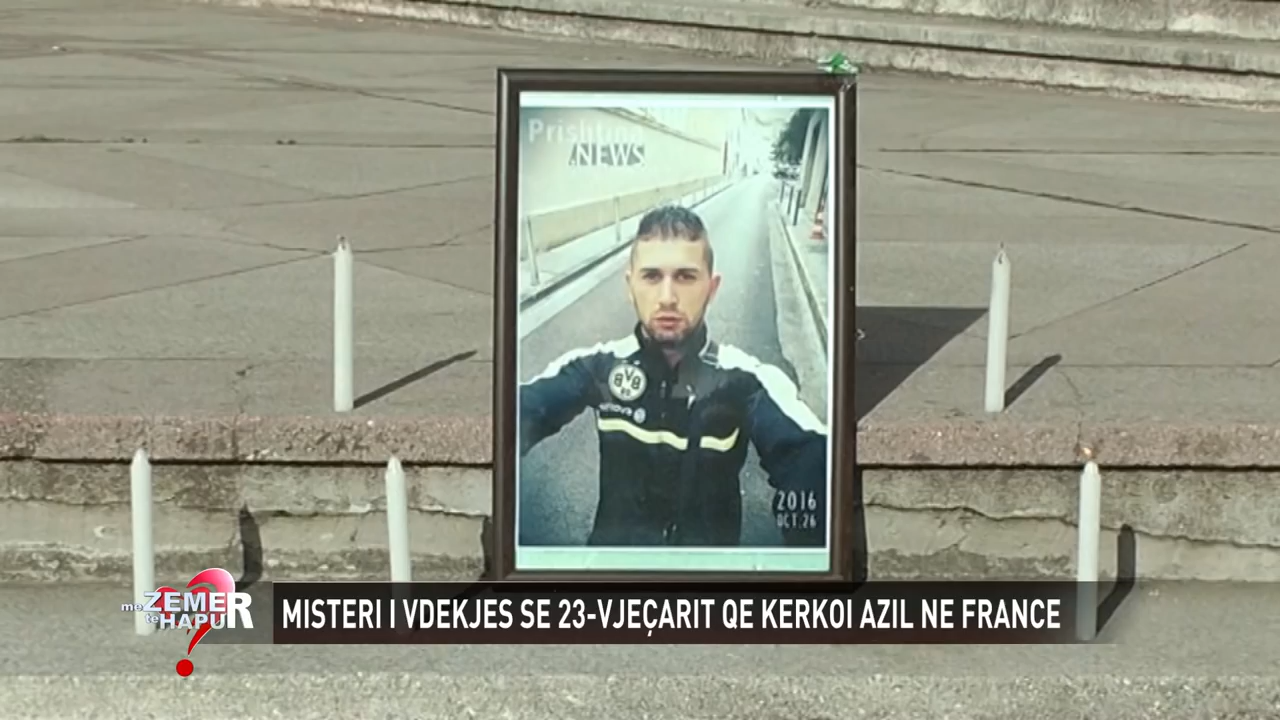 Prishtina
.NEWS
BVB
09
2016
OCT.26
me ZEMER
te HAPUR
MISTERI I VDEKJES SE 23-VJEÇARIT QE KERKOI AZIL NE FRANCE